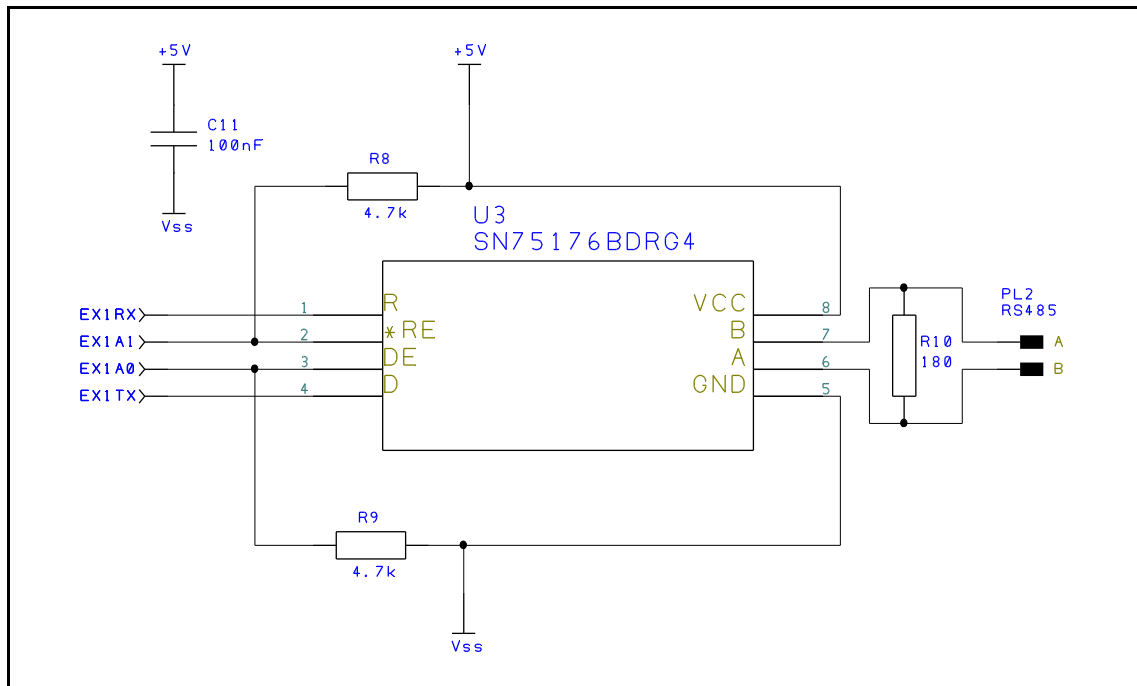 +5V
+5V
C11
100nF
R8
4.7k
Vss
U3
SN75176BDRG4
EX1RX
1
R
VCC
8
EX1A1
2
*RE
B
7
EX1A0
3
DE
A
6
EX1TX
4
D
GND
5
R10
180
PL2
RS485
A
B
R9
4.7k
Vss